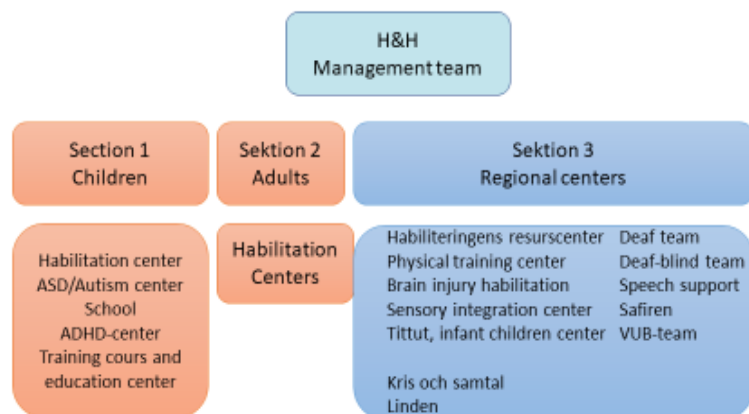 H&H
Management team
Section 1
Children
Sektion 2
Adults
Sektion 3
Regional centers
Habilitation center
ASD/Autism center
School
ADHD-center
Training cours and
education center
Habilitation
Centers
Habiliteringens resurscenter
Physical training center
Brain injury habilitation
Sensory integration center
Tittut, infant children center
Kris och samtal
Linden
Deaf team
Deaf-blind team
Speech support
Safiren
VUB-team